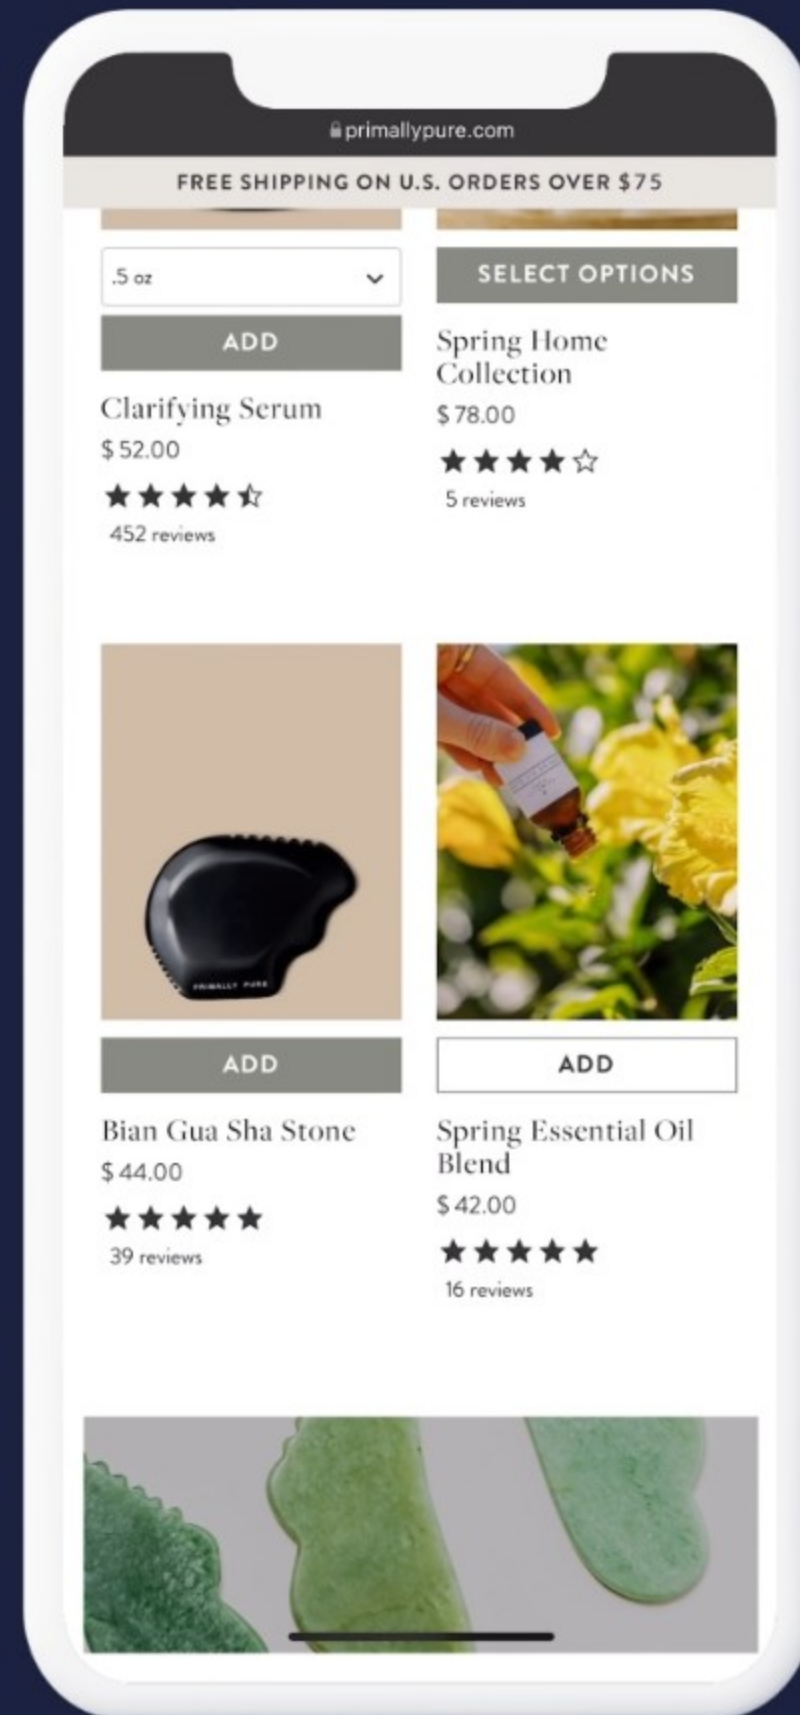 primallypure.com
FREE SHIPPING ON U.S. ORDERS OVER $75
.5 oz
ADD
Clarifying Serum
$52.00
452 reviews
SELECT OPTIONS
Spring Home
Collection
$78.00
5 reviews
PRIMALLY PURE
ADD
Bian Gua Sha Stone
$44.00
39 reviews
ADD
Spring Essential Oil
Blend
$42.00
16 reviews